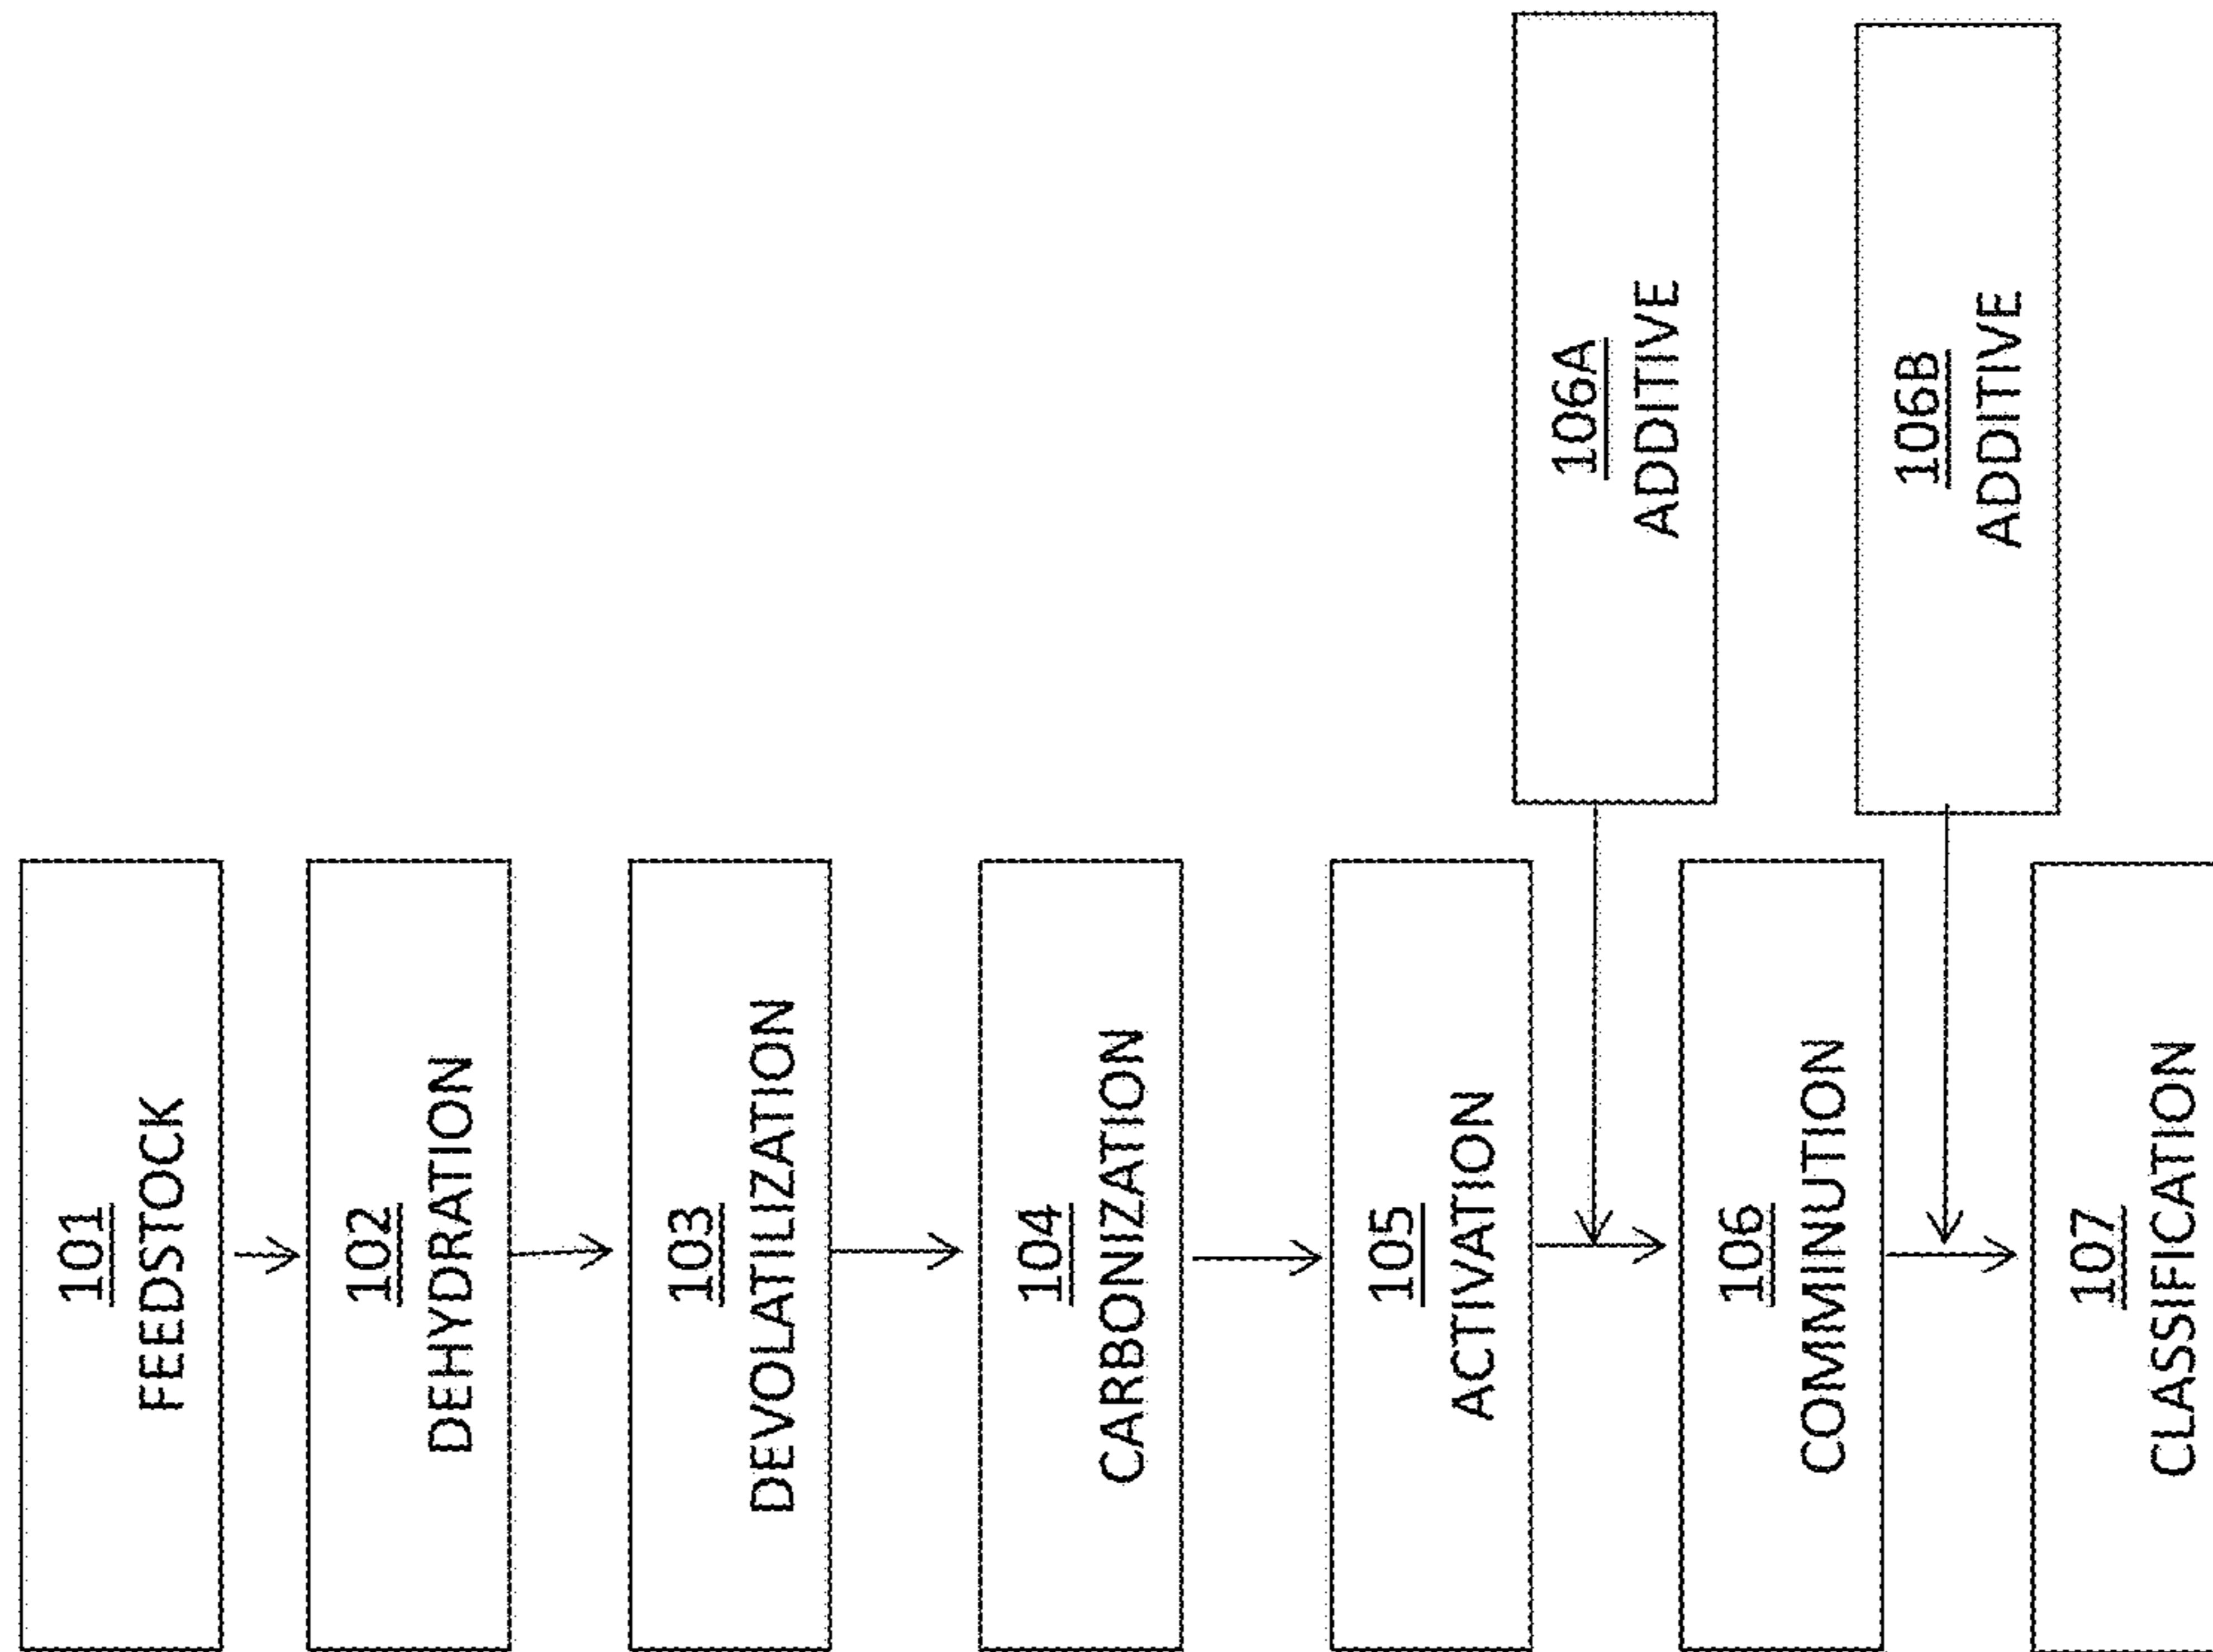 101
FEEDSTOCK
102
DEHYDRATION
103
DEVOLATILIZATION
104
CARBONIZATION
105
ACTIVATION
106A
ADDITIVE
106
COMMINUTION
106B
ADDITIVE
107
CLASSIFICATION